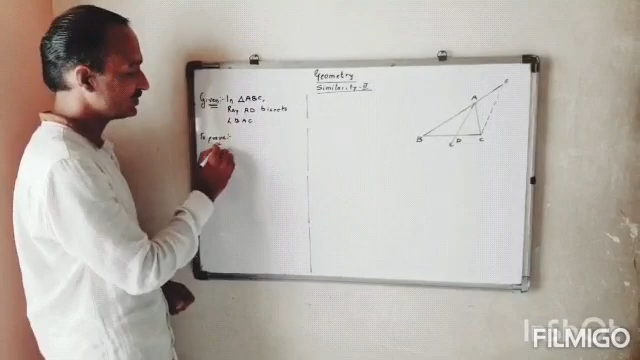 Geometry
Similarity-II
Given:- In △ABC,
Ray AD bisects
∠BAC
To prove:-
E
A
B
D
C
FILMIGO